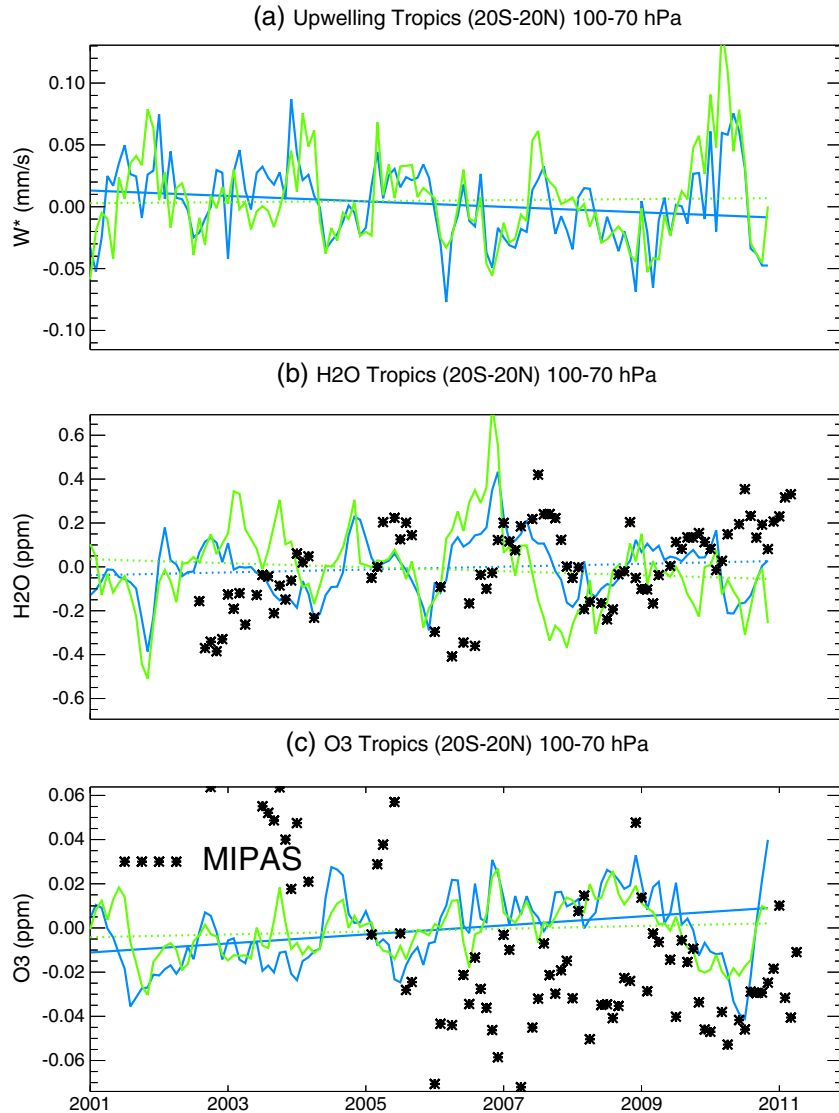 (a) Upwelling Tropics (20S-20N) 100-70 hPa
W* (mm/s)
0.10
0.05
0.00
-0.05
-0.10
(b) H2O Tropics (20S-20N) 100-70 hPa
H2O (ppm)
0.6
0.4
0.2
0.0
-0.2
-0.4
-0.6
(c) O3 Tropics (20S-20N) 100-70 hPa
O3 (ppm)
0.06
0.04
0.02
0.00
-0.02
-0.04
-0.06
MIPAS
2001 2003 2005 2007 2009 2011